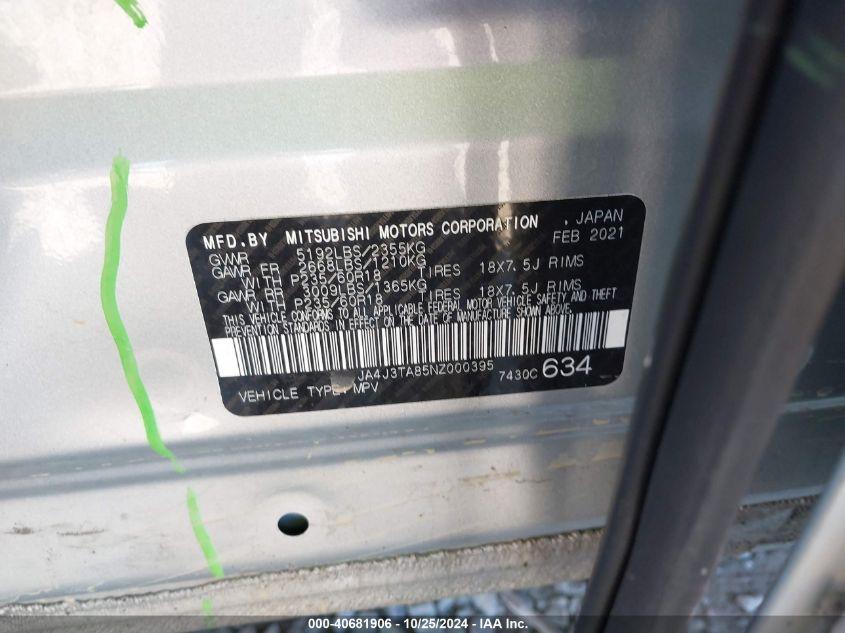 MFD.BY MITSUBISHI MOTORS CORPORATION , JAPAN
GVWR 5192LBS/2355KG FEB 2021
GAWR FR 2668LBS/1210KG
WITH P235/60R18 TIRES 18X7.5J RIMS
GAWR RR 3009LBS/1365KG
WITH P235/60R18 TIRES 18X7.5J RIMS
THIS VEHICLE CONFORMS TO ALL APPLICABLE FEDERAL MOTOR VEHICLE SAFETY AND THEFT
PREVENTION STANDARDS IN EFFECT ON THE DATE OF MANUFACTURE SHOWN ABOVE.
JA4J3TA85NZ000395 7430C 634
VEHICLE TYPE:MPV
000-40681906 - 10/25/2024 - IAA Inc.